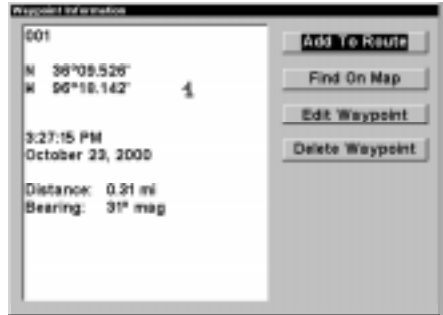 Waypoint Information
001
N 36°09.526'
W 96°18.142'
3:27:15 PM
October 23, 2000
Distance: 0.31 mi
Bearing: 31° mag
Add To Route
Find On Map
Edit Waypoint
Delete Waypoint